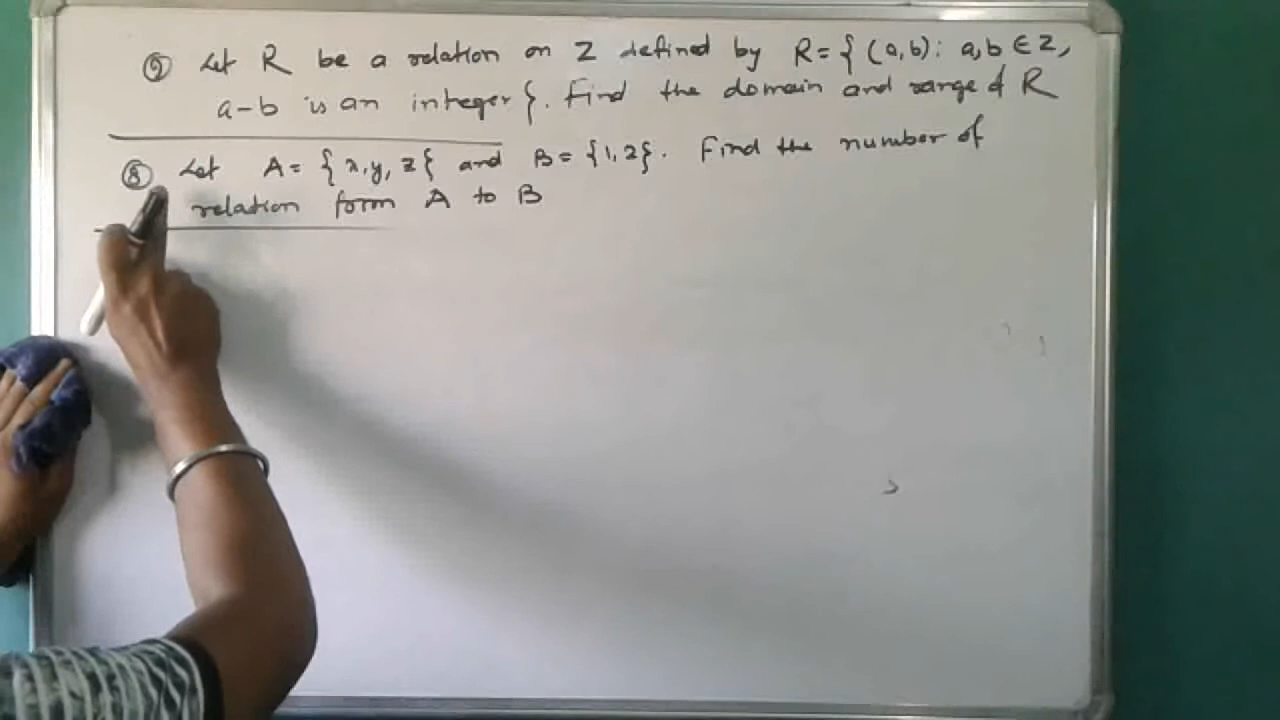 ⑨ Let R be a relation on Z defined by R = { (a,b) : a,b ∈ Z,
a-b is an integer }. Find the domain and range of R
⑧ Let A = { x, y, z } and B = {1, 2}. Find the number of
relation form A to B